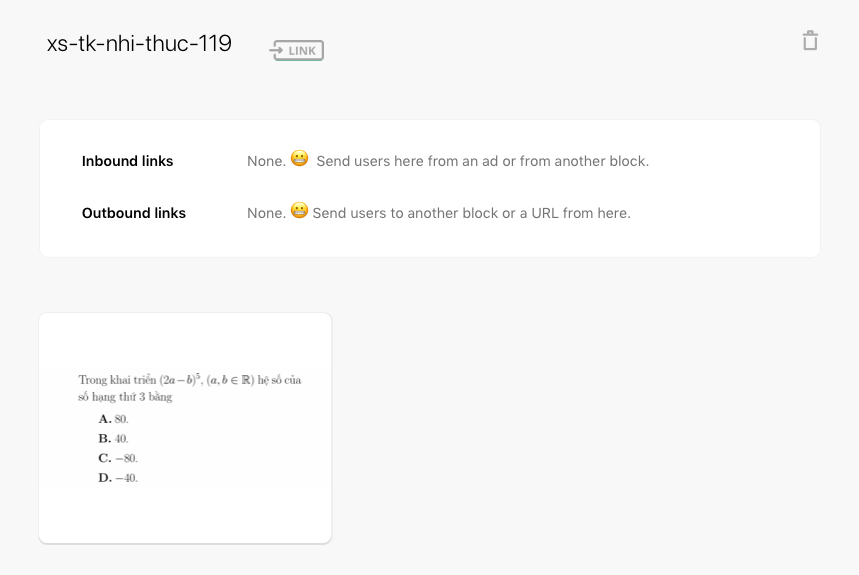 xs-tk-nhi-thuc-119
LINK
Inbound links
None. 😬 Send users here from an ad or from another block.
Outbound links
None. 😬 Send users to another block or a URL from here.
Trong khai triển (2a − b)⁵, (a, b ∈ ℝ) hệ số của
số hạng thứ 3 bằng
A. 80.
B. 40.
C. −80.
D. −40.